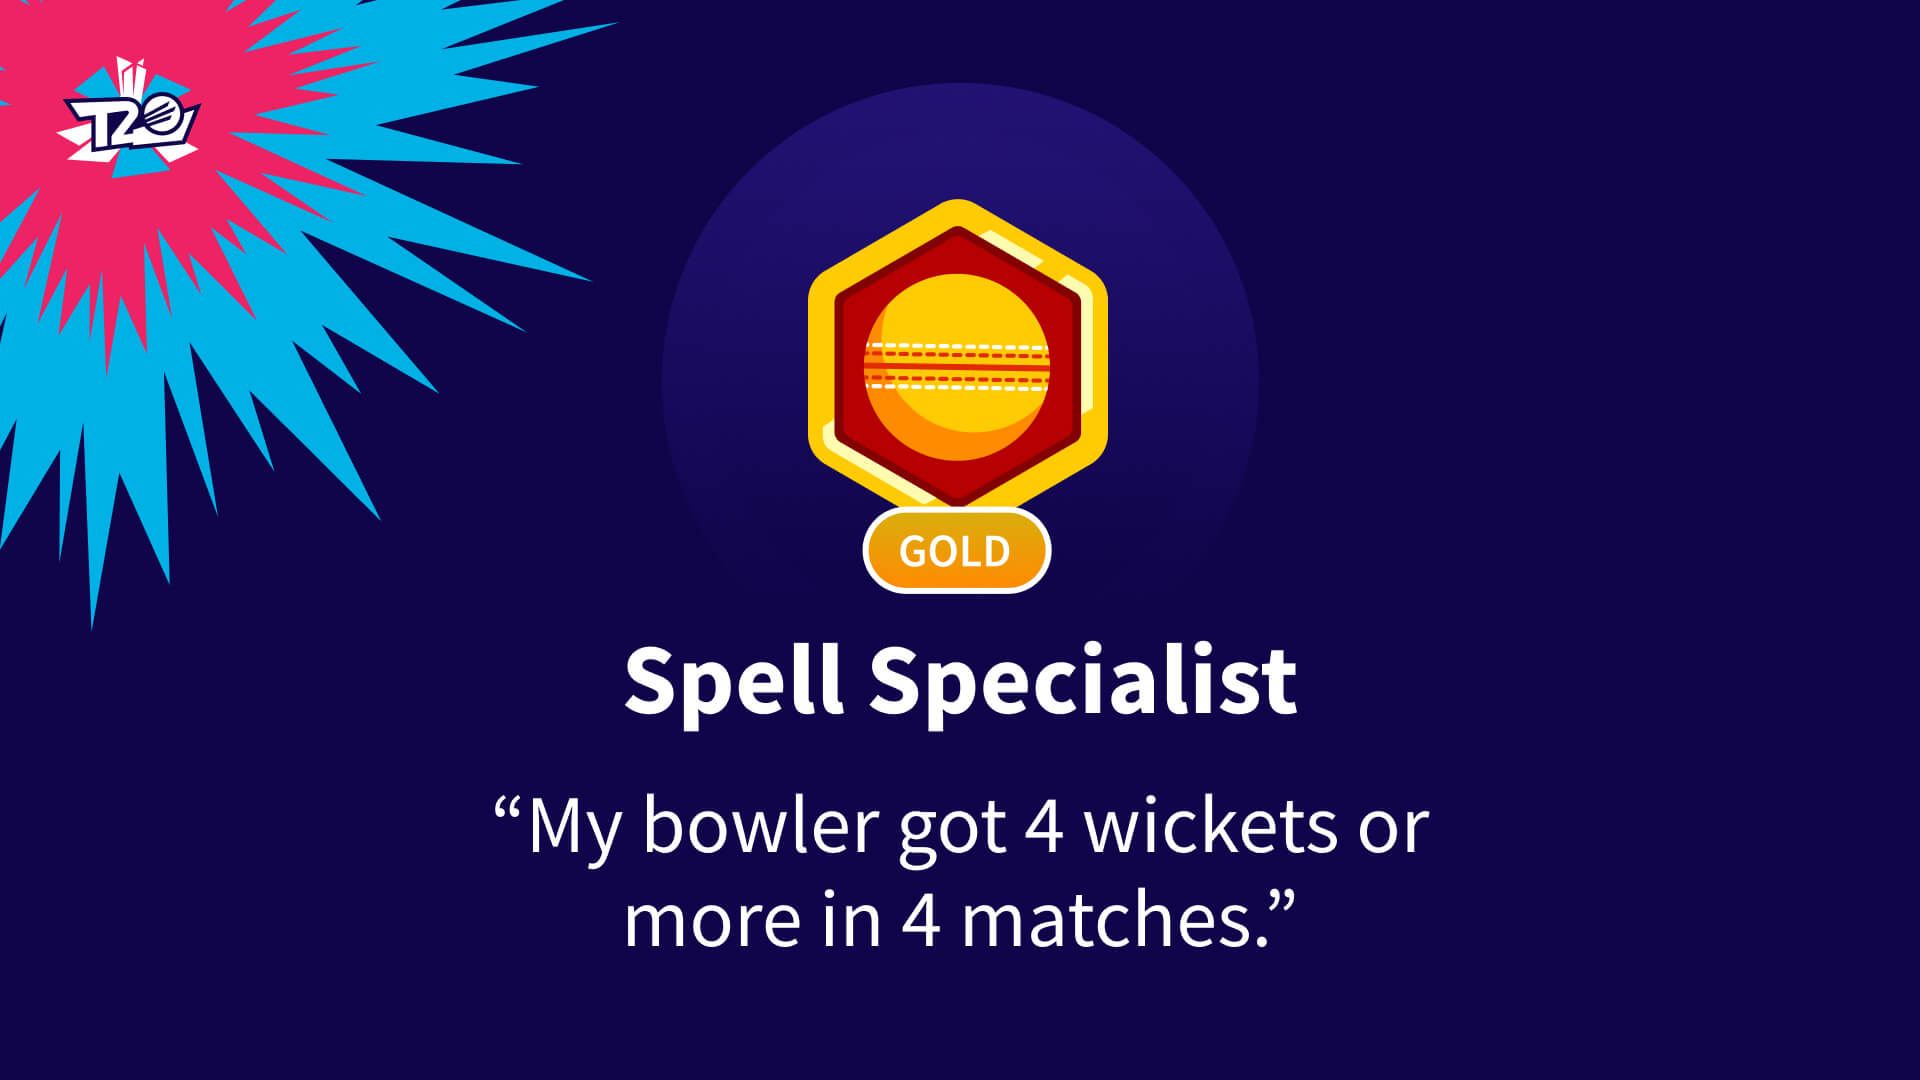 T20
GOLD
Spell Specialist
“My bowler got 4 wickets or
more in 4 matches.”